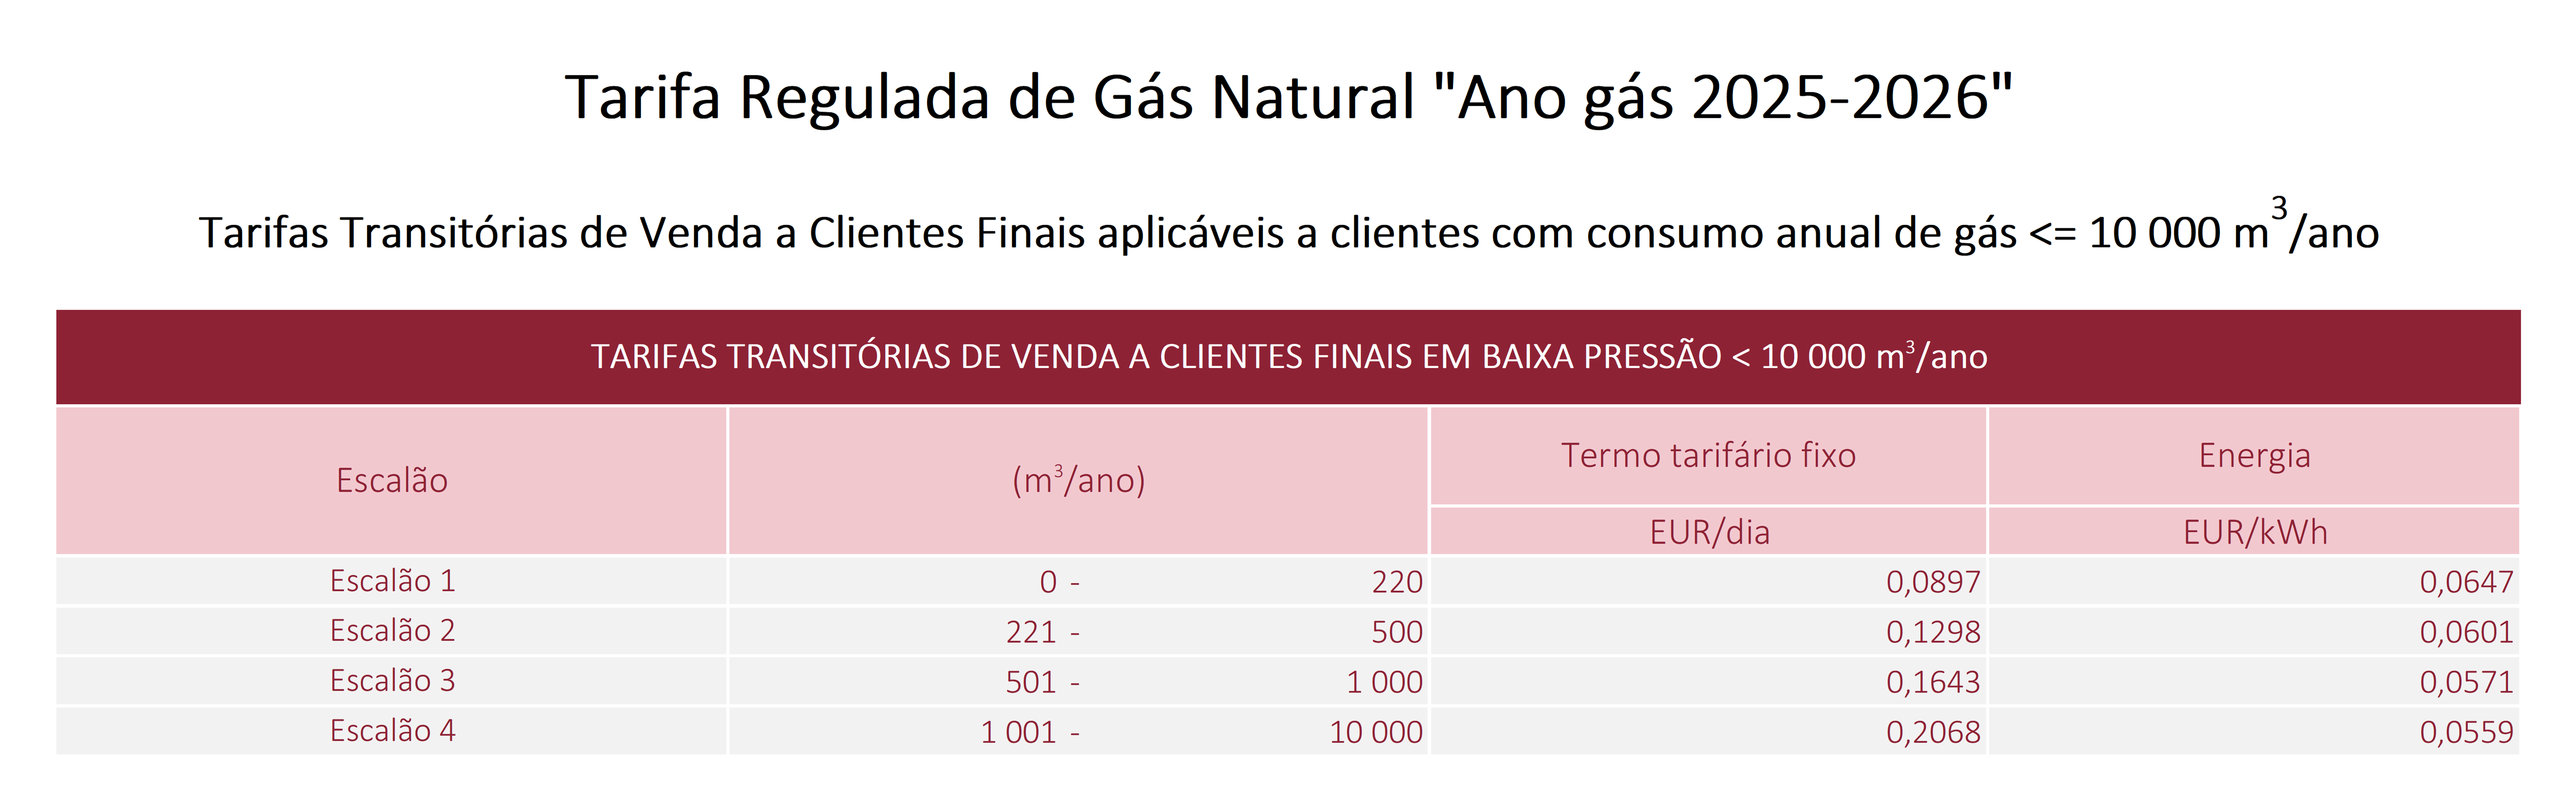 Tarifa Regulada de Gás Natural "Ano gás 2025-2026"
Tarifas Transitórias de Venda a Clientes Finais aplicáveis a clientes com consumo anual de gás <= 10 000 m³/ano
TARIFAS TRANSITÓRIAS DE VENDA A CLIENTES FINAIS EM BAIXA PRESSÃO < 10 000 m³/ano
Escalão (m³/ano) Termo tarifário fixo Energia
EUR/dia EUR/kWh
Escalão 1 0 - 220 0,0897 0,0647
Escalão 2 221 - 500 0,1298 0,0601
Escalão 3 501 - 1 000 0,1643 0,0571
Escalão 4 1 001 - 10 000 0,2068 0,0559